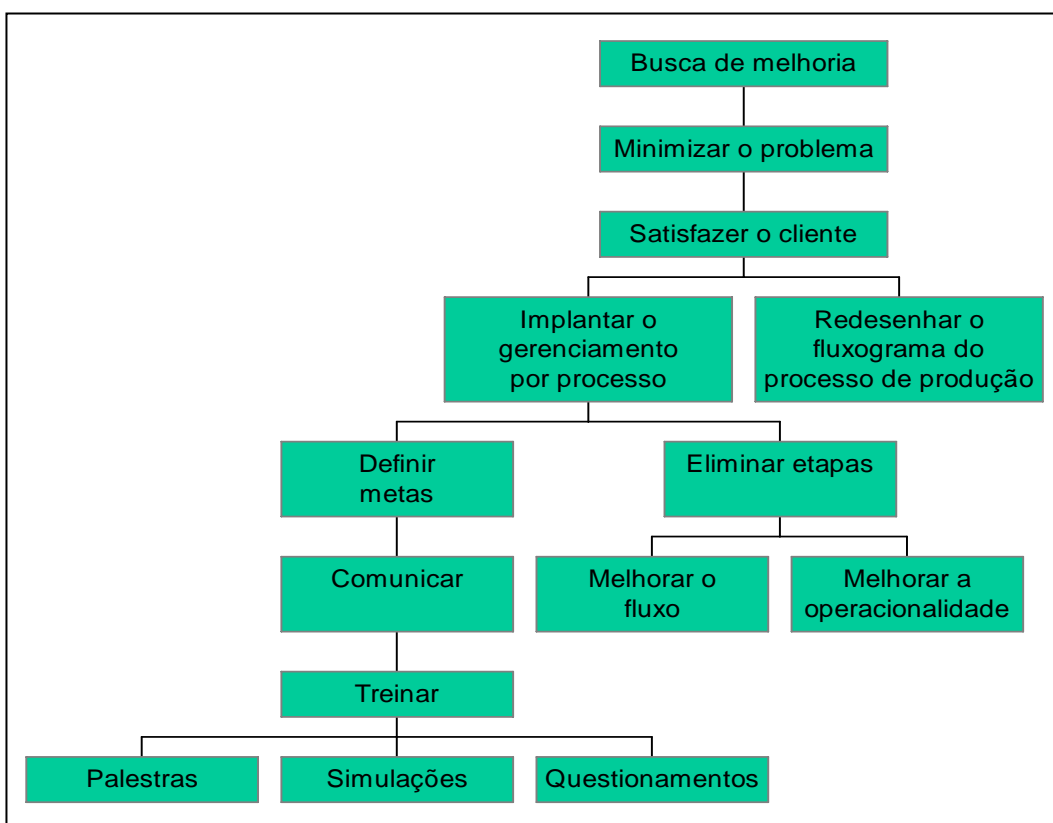 Busca de melhoria
Minimizar o problema
Satisfazer o cliente
Implantar o
gerenciamento
por processo
Redesenhar o
fluxograma do
processo de produção
Definir
metas
Eliminar etapas
Comunicar
Melhorar o
fluxo
Melhorar a
operacionalidade
Treinar
Palestras
Simulações
Questionamentos